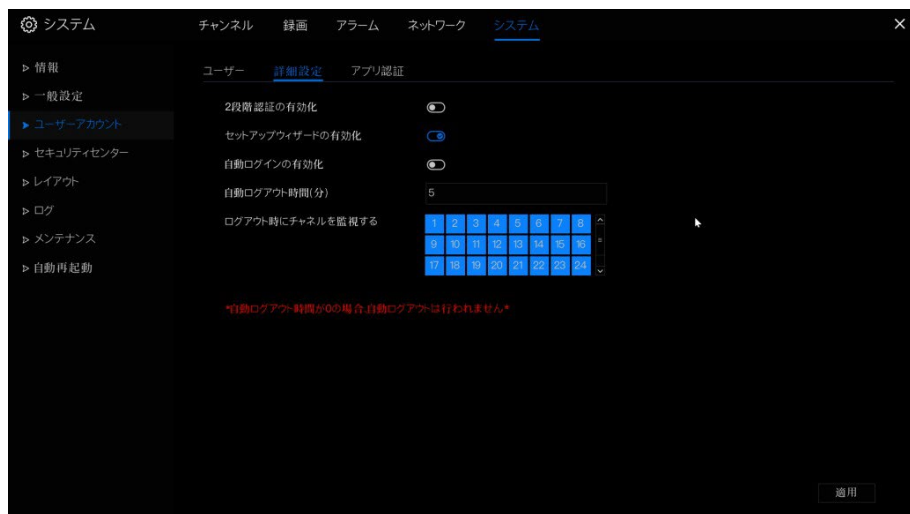 システム チャンネル 録画 アラーム ネットワーク システム ×
情報
一般設定
ユーザーアカウント
セキュリティセンター
レイアウト
ログ
メンテナンス
自動再起動
ユーザー 詳細設定 アプリ認証
2段階認証の有効化
セットアップウィザードの有効化
自動ログインの有効化
自動ログアウト時間(分) 5
ログアウト時にチャネルを監視する
1 2 3 4 5 6 7 8
9 10 11 12 13 14 15 16
17 18 19 20 21 22 23 24
*自動ログアウト時間が0の場合,自動ログアウトは行われません*
適用